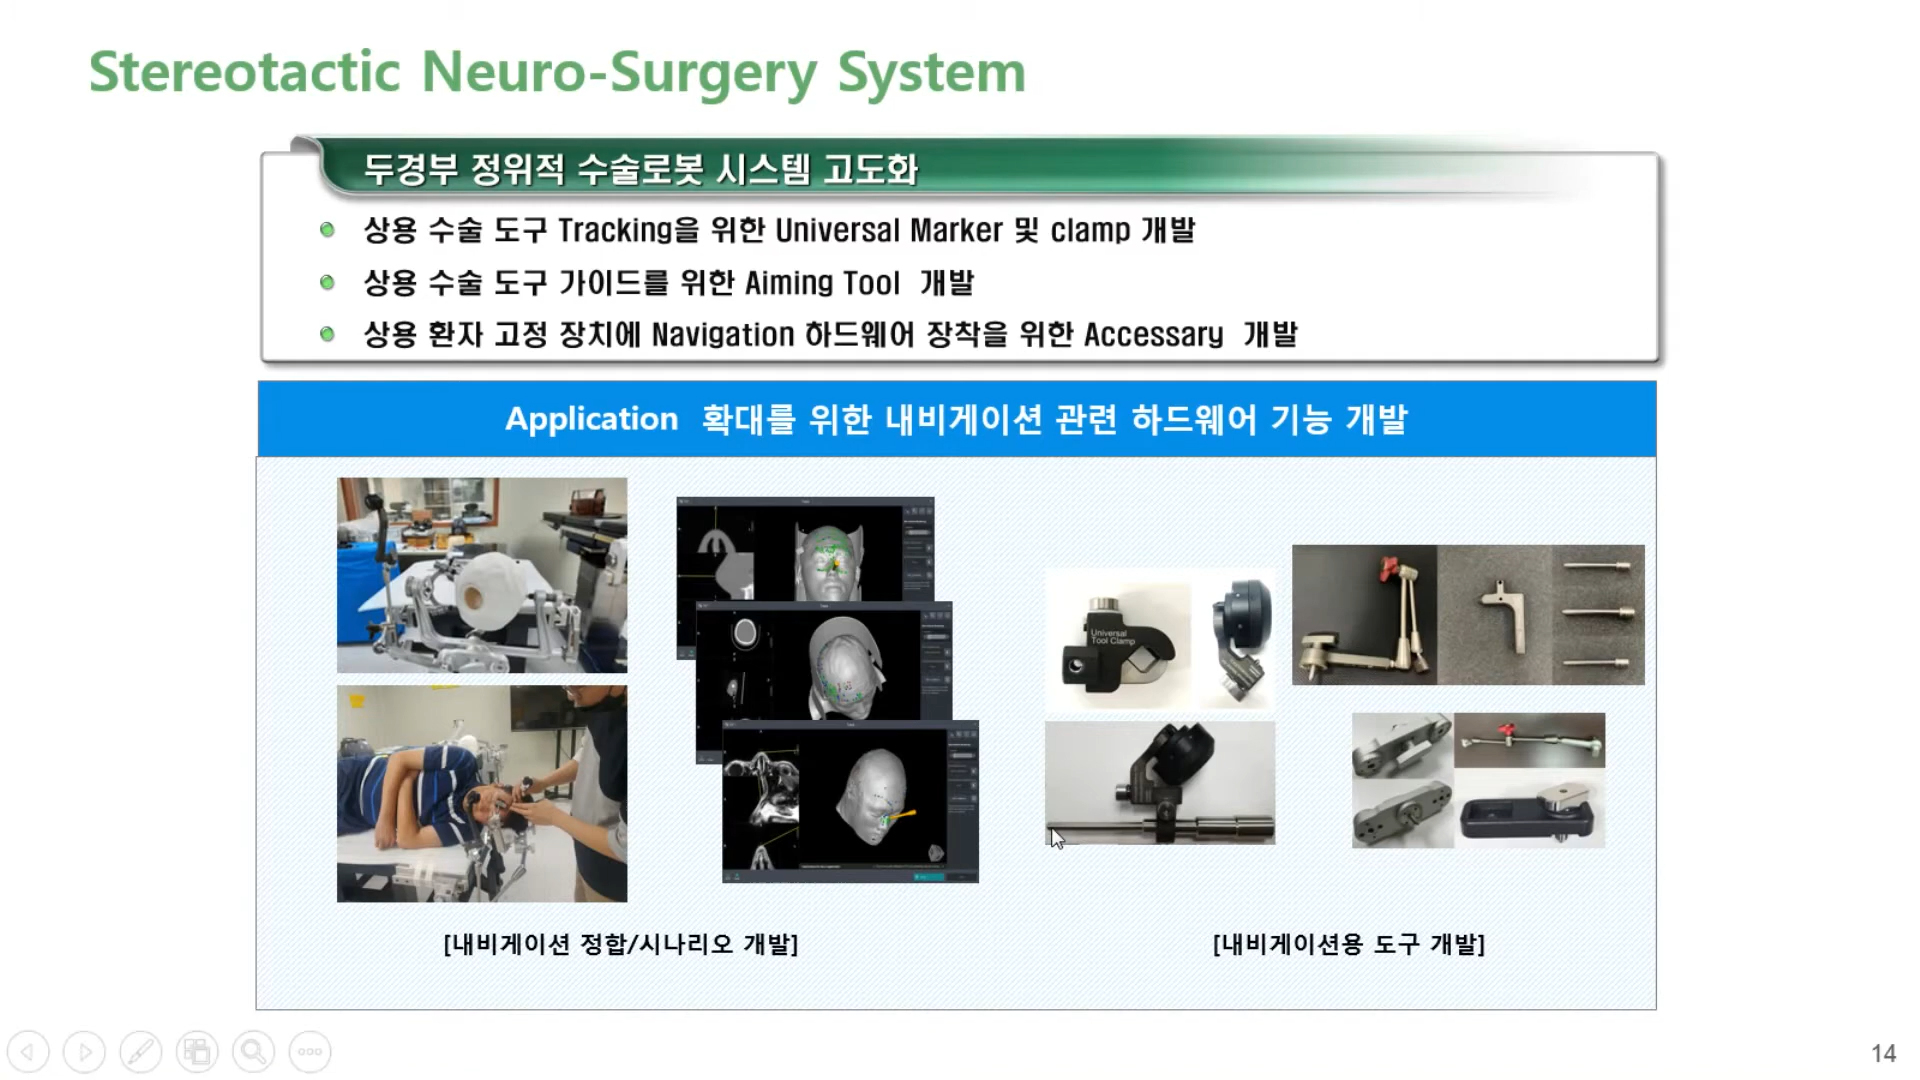 Stereotactic Neuro-Surgery System
두경부 정위적 수술로봇 시스템 고도화
상용 수술 도구 Tracking을 위한 Universal Marker 및 clamp 개발
상용 수술 도구 가이드를 위한 Aiming Tool 개발
상용 환자 고정 장치에 Navigation 하드웨어 장착을 위한 Accessary 개발
Application 확대를 위한 내비게이션 관련 하드웨어 기능 개발
Universal
Tool Clamp
[내비게이션 정합/시나리오 개발]
[내비게이션용 도구 개발]
14